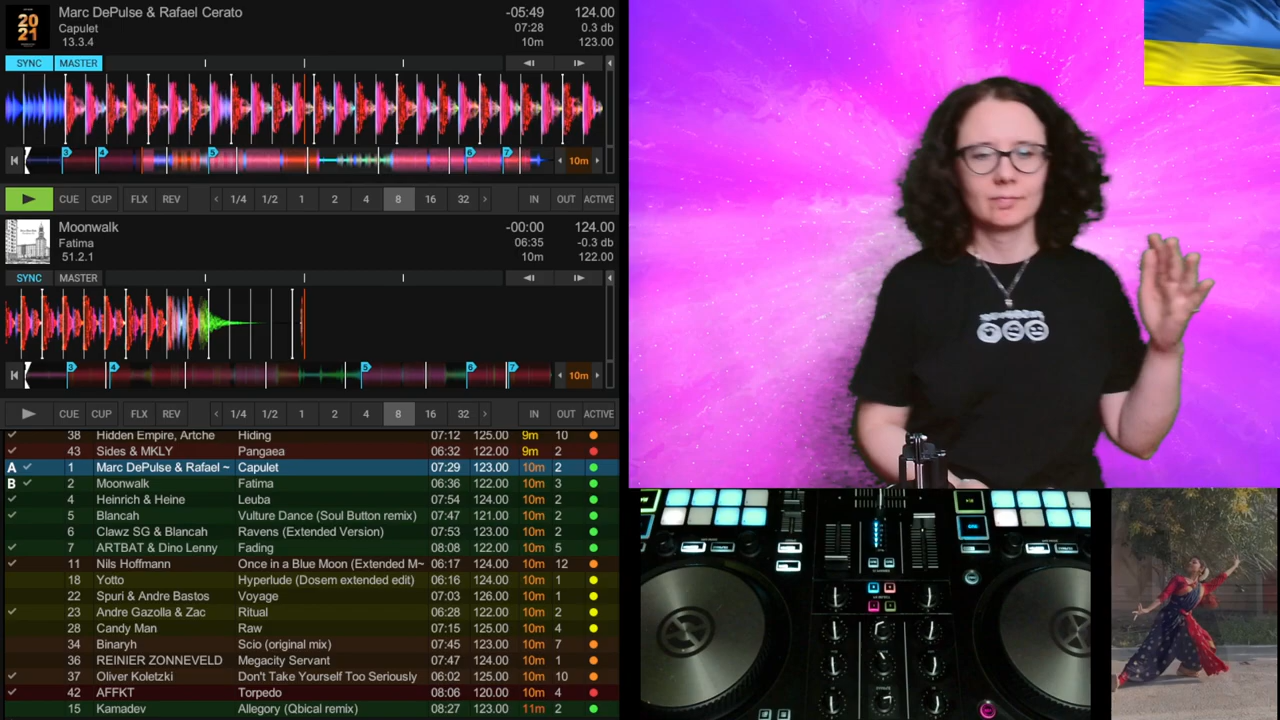 20
21
Marc DePulse & Rafael Cerato
Capulet
13.3.4
-05:49
124.00
07:28
0.3 db
10m
123.00
SYNC MASTER
3 4 5 6 7 10m
CUE CUP FLX REV 1/4 1/2 1 2 4 8 16 32 IN OUT ACTIVE
Moonwalk
Fatima
51.2.1
-00:00
124.00
06:35
-0.3 db
10m
122.00
SYNC MASTER
3 4 5 6 7 10m
CUE CUP FLX REV 1/4 1/2 1 2 4 8 16 32 IN OUT ACTIVE
38 Hidden Empire, Artche Hiding 07:12 125.00 9m 10
43 Sides & MKLY Pangaea 06:32 122.00 9m 2
A 1 Marc DePulse & Rafael ~ Capulet 07:29 123.00 10m 2
B 2 Moonwalk Fatima 06:36 122.00 10m 3
4 Heinrich & Heine Leuba 07:54 124.00 10m 2
5 Blancah Vulture Dance (Soul Button remix) 07:47 121.00 10m 2
6 Clawz SG & Blancah Ravens (Extended Version) 07:53 123.00 10m 2
7 ARTBAT & Dino Lenny Fading 08:08 122.00 10m 5
11 Nils Hoffmann Once in a Blue Moon (Extended M~ 06:17 124.00 10m 12
18 Yotto Hyperlude (Dosem extended edit) 06:16 124.00 10m 1
22 Spuri & Andre Bastos Voyage 07:03 126.00 10m 1
23 Andre Gazolla & Zac Ritual 06:28 122.00 10m 2
28 Candy Man Raw 07:15 125.00 10m 4
34 Binaryh Scio (original mix) 07:45 123.00 10m 7
36 REINIER ZONNEVELD Megacity Servant 07:47 124.00 10m 1
37 Oliver Koletzki Don't Take Yourself Too Seriously 06:02 125.00 10m 10
42 AFFKT Torpedo 08:06 120.00 10m 4
15 Kamadev Allegory (Qbical remix) 08:27 123.00 11m 2